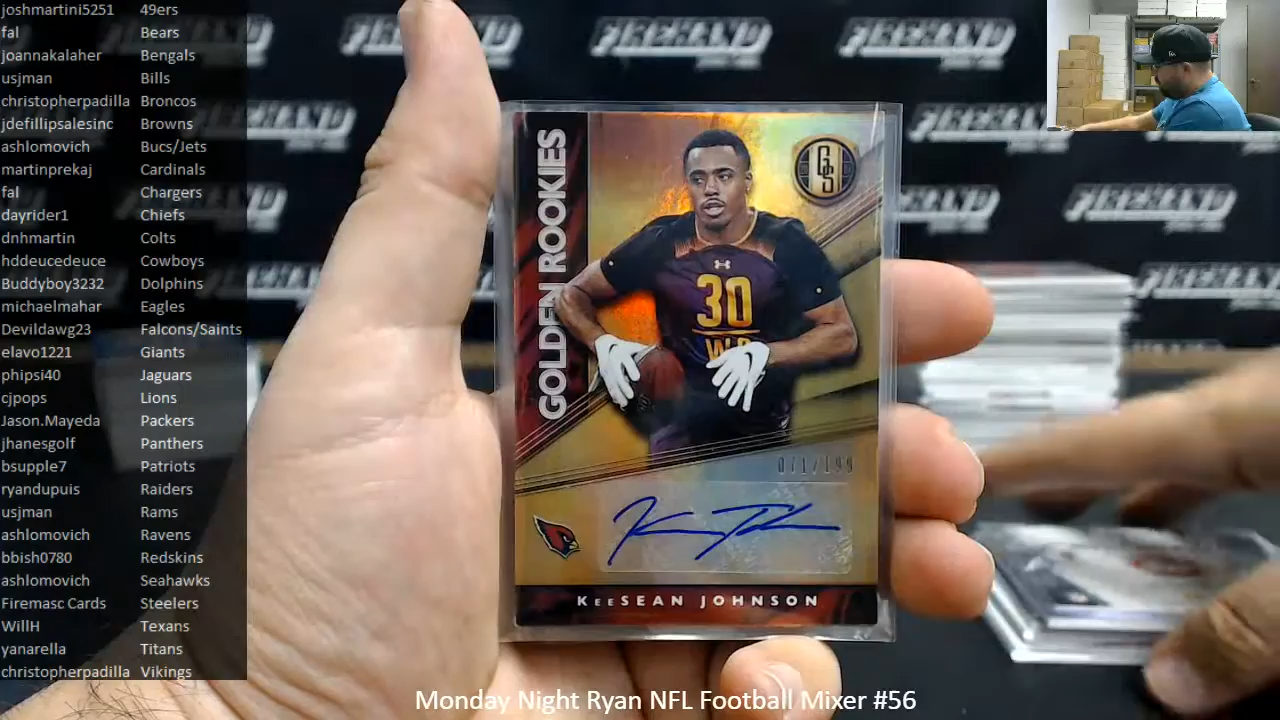 joshmartini5251 49ers
fal Bears
joannakalaher Bengals
usjman Bills
christopherpadilla Broncos
jdefillipsalesinc Browns
ashlomovich Bucs/Jets
martinprekaj Cardinals
fal Chargers
dayrider1 Chiefs
dnhmartin Colts
hddeucedeuce Cowboys
Buddyboy3232 Dolphins
michaelmahar Eagles
Devildawg23 Falcons/Saints
elavo1221 Giants
phipsi40 Jaguars
cjpops Lions
Jason.Mayeda Packers
jhanesgolf Panthers
bsupple7 Patriots
ryandupuis Raiders
usjman Rams
ashlomovich Ravens
bbish0780 Redskins
ashlomovich Seahawks
Firemasc Cards Steelers
WillH Texans
yanarella Titans
christopherpadilla Vikings
GOLDEN ROOKIES
GS
30
WO
071/199
KeeSEAN JOHNSON
Monday Night Ryan NFL Football Mixer #56